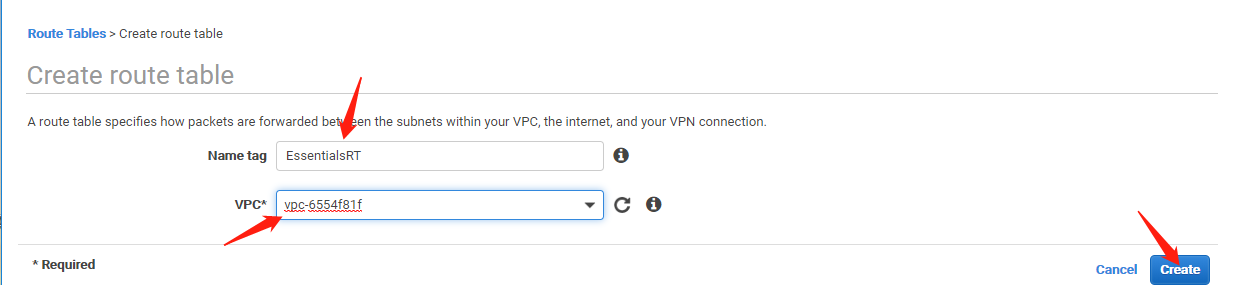 Route Tables > Create route table
Create route table
A route table specifies how packets are forwarded between the subnets within your VPC, the internet, and your VPN connection.
Name tag EssentialsRT
VPC* vpc-6554f81f
* Required
Cancel Create